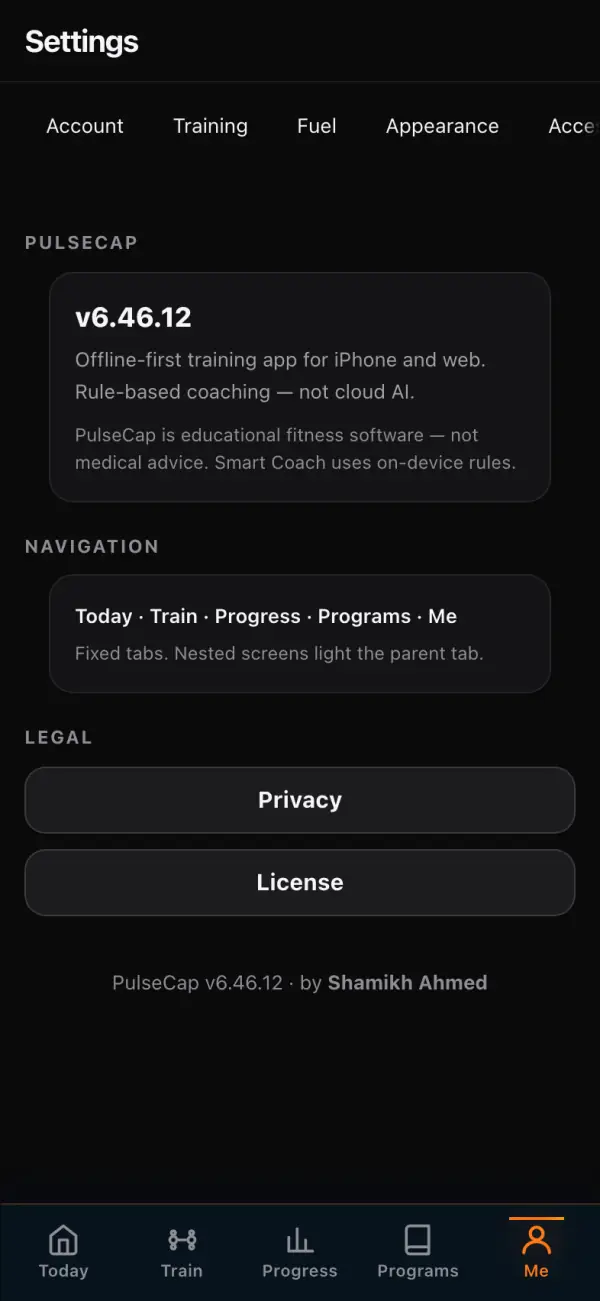 Settings
Account Training Fuel Appearance Acce
PULSECAP
v6.46.12
Offline-first training app for iPhone and web.
Rule-based coaching — not cloud AI.
PulseCap is educational fitness software — not
medical advice. Smart Coach uses on-device rules.
NAVIGATION
Today · Train · Progress · Programs · Me
Fixed tabs. Nested screens light the parent tab.
LEGAL
Privacy
License
PulseCap v6.46.12 · by Shamikh Ahmed
Today Train Progress Programs Me